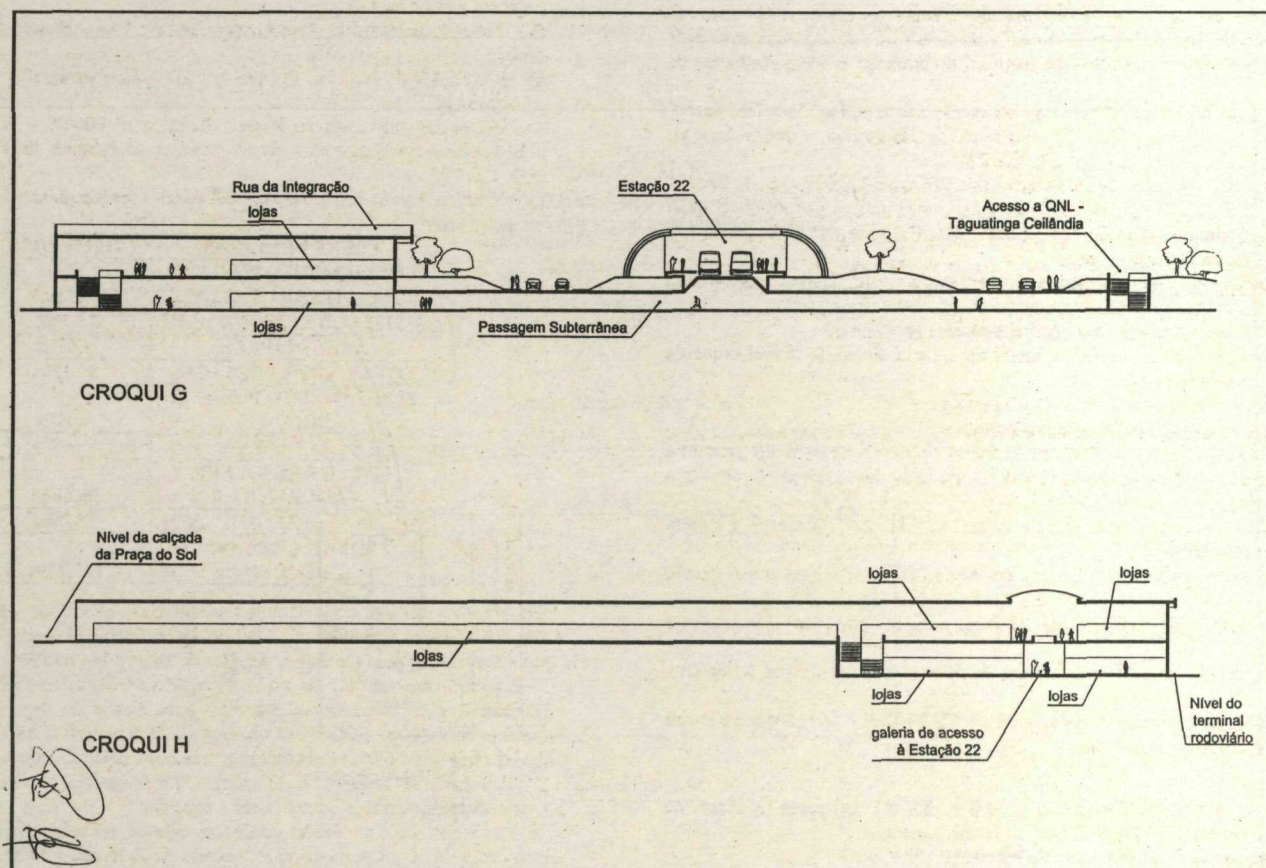 Rua da Integração
lojas
Estação 22
Acesso a QNL -
Taguatinga Ceilândia
lojas
Passagem Subterrânea
CROQUI G
Nível da calçada
da Praça do Sol
lojas
lojas
lojas
lojas
lojas
galeria de acesso
à Estação 22
Nível do
terminal
rodoviário
CROQUI H